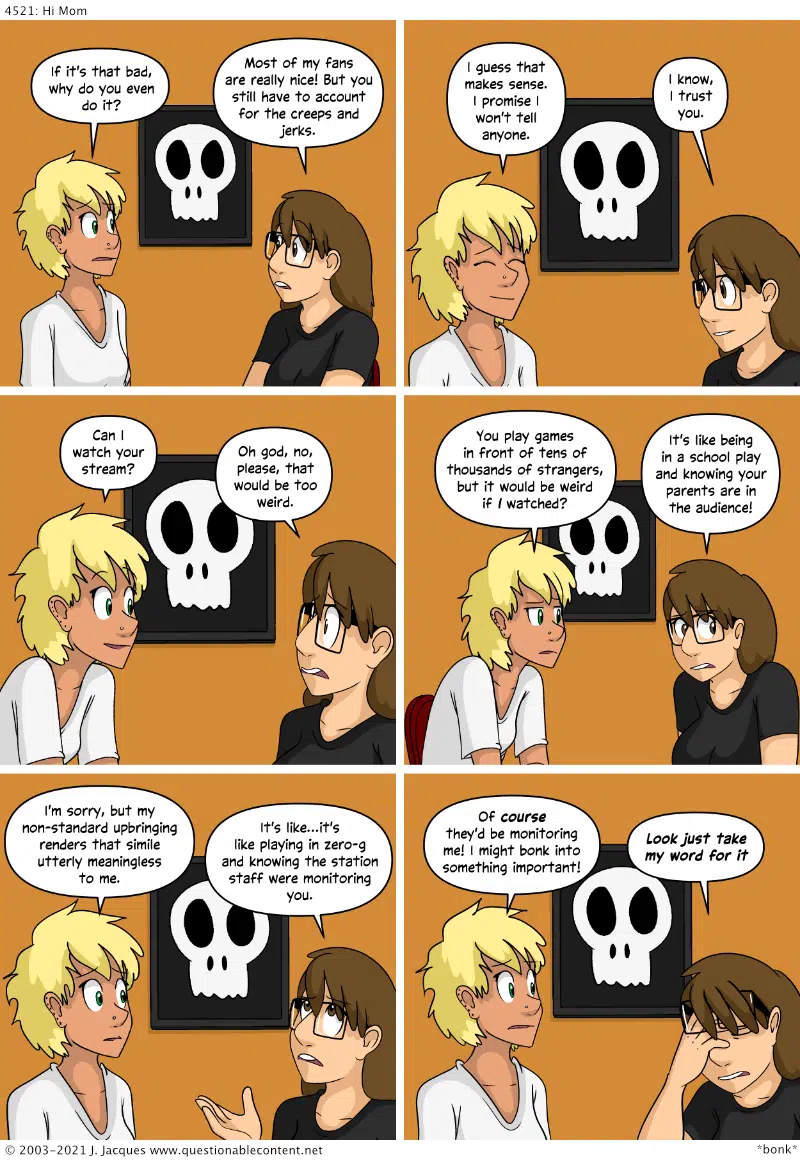 4521: Hi Mom
If it's that bad,
why do you even
do it?
Most of my fans
are really nice! But you
still have to account
for the creeps and
jerks.
I guess that
makes sense.
I promise I
won't tell
anyone.
I know,
I trust
you.
Can I
watch your
stream?
Oh god, no,
please, that
would be too
weird.
You play games
in front of tens of
thousands of strangers,
but it would be weird
if I watched?
It's like being
in a school play
and knowing your
parents are in
the audience!
I'm sorry, but my
non-standard upbringing
renders that simile
utterly meaningless
to me.
It's like...it's
like playing in zero-g
and knowing the station
staff were monitoring
you.
Of course
they'd be monitoring
me! I might bonk into
something important!
Look just take
my word for it
© 2003-2021 J. Jacques www.questionablecontent.net
*bonk*